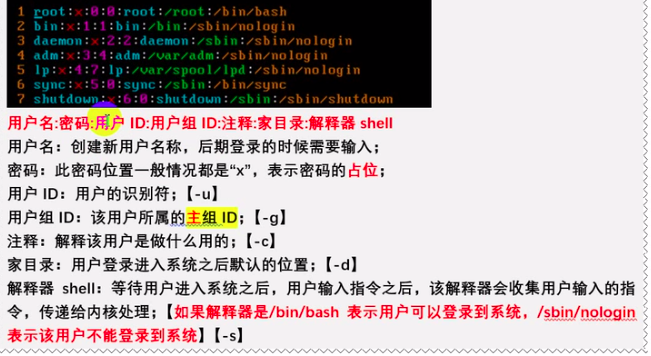 1 root:x:0:0:root:/root:/bin/bash
2 bin:x:1:1:bin:/bin:/sbin/nologin
3 daemon:x:2:2:daemon:/sbin:/sbin/nologin
4 adm:x:3:4:adm:/var/adm:/sbin/nologin
5 lp:x:4:7:lp:/var/spool/lpd:/sbin/nologin
6 sync:x:5:0:sync:/sbin:/bin/sync
7 shutdown:x:6:0:shutdown:/sbin:/sbin/shutdown
用户名:密码:用户 ID:用户组 ID:注释:家目录:解释器 shell
用户名：创建新用户名称，后期登录的时候需要输入；
密码：此密码位置一般情况都是“x”，表示密码的占位；
用户 ID：用户的识别符；【-u】
用户组 ID：该用户所属的主组 ID；【-g】
注释：解释该用户是做什么用的；【-c】
家目录：用户登录进入系统之后默认的位置；【-d】
解释器 shell：等待用户进入系统之后，用户输入指令之后，该解释器会收集用户输入的指
令，传递给内核处理；【如果解释器是/bin/bash 表示用户可以登录到系统，/sbin/nologin
表示该用户不能登录到系统】【-s】